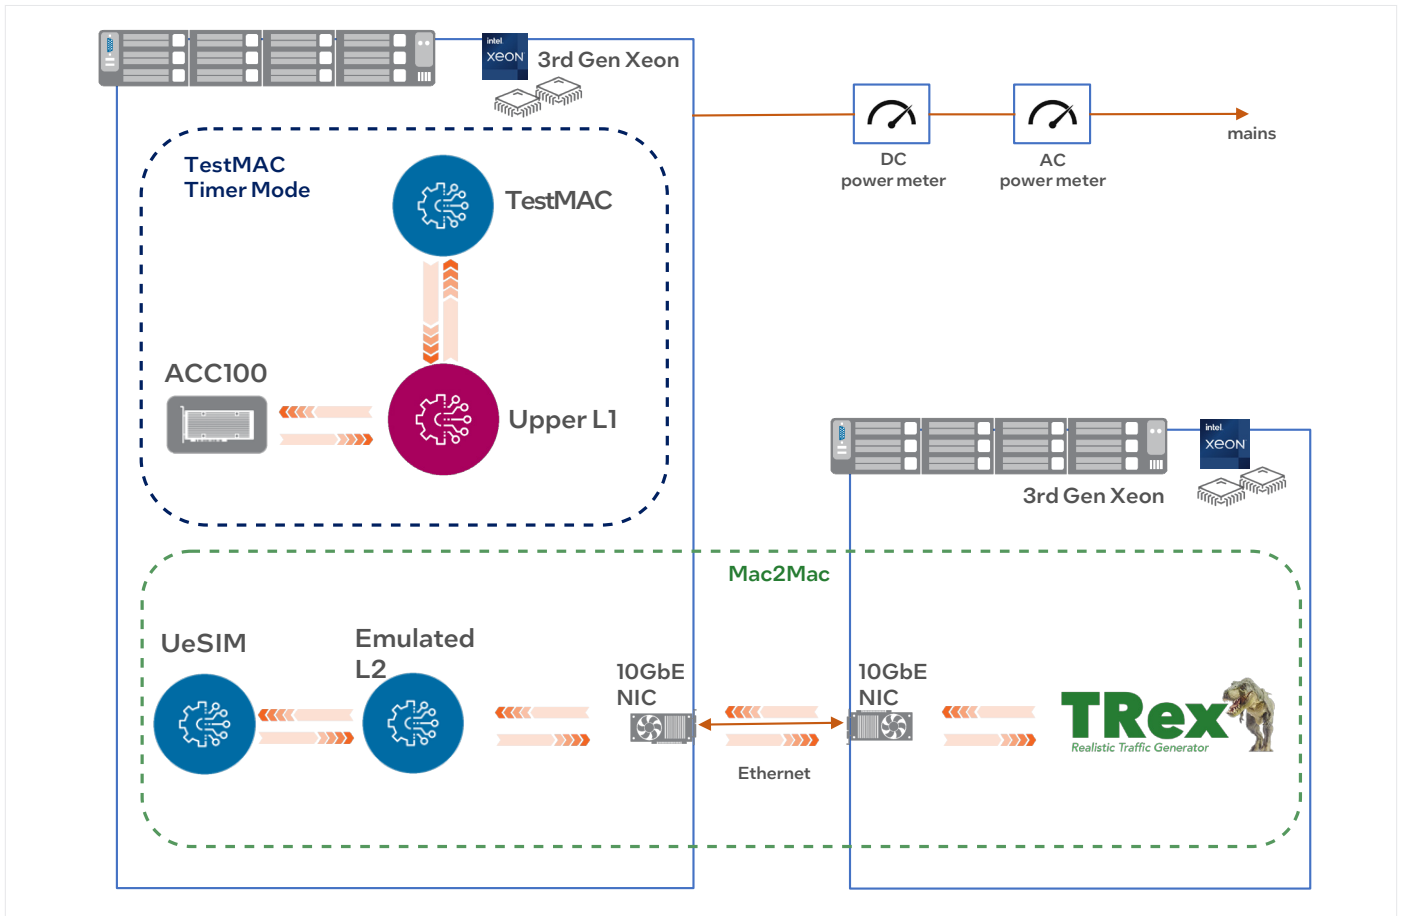 intel
xeon
3rd Gen Xeon
mains
DC
power meter
AC
power meter
TestMAC
Timer Mode
TestMAC
ACC100
Upper L1
intel
xeon
3rd Gen Xeon
Mac2Mac
UeSIM
Emulated
L2
10GbE
NIC
10GbE
NIC
Ethernet
TRex
Realistic Traffic Generator